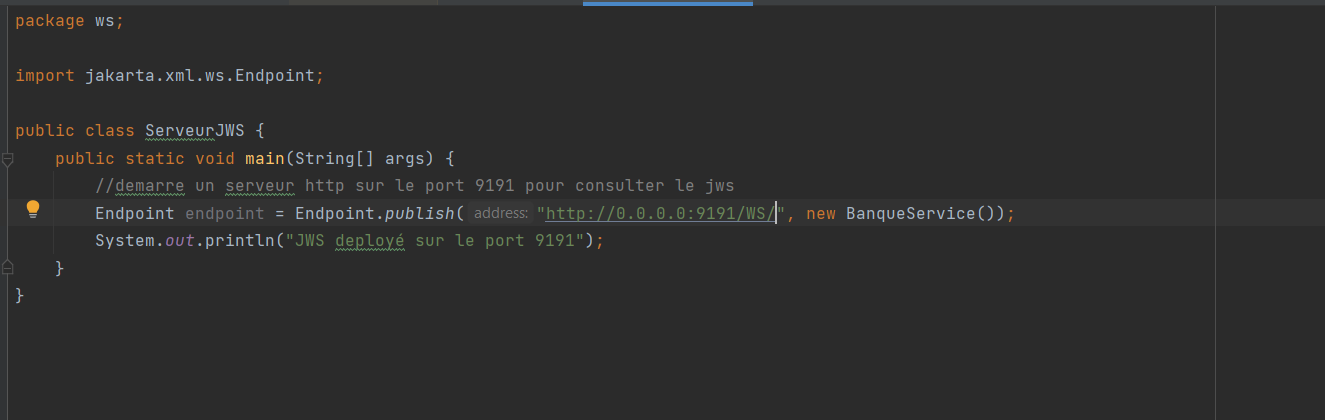 package ws;
import jakarta.xml.ws.Endpoint;
public class ServeurJWS {
public static void main(String[] args) {
//demarre un serveur http sur le port 9191 pour consulter le jws
Endpoint endpoint = Endpoint.publish( address: "http://0.0.0.0:9191/WS/", new BanqueService());
System.out.println("JWS deployé sur le port 9191");
}
}